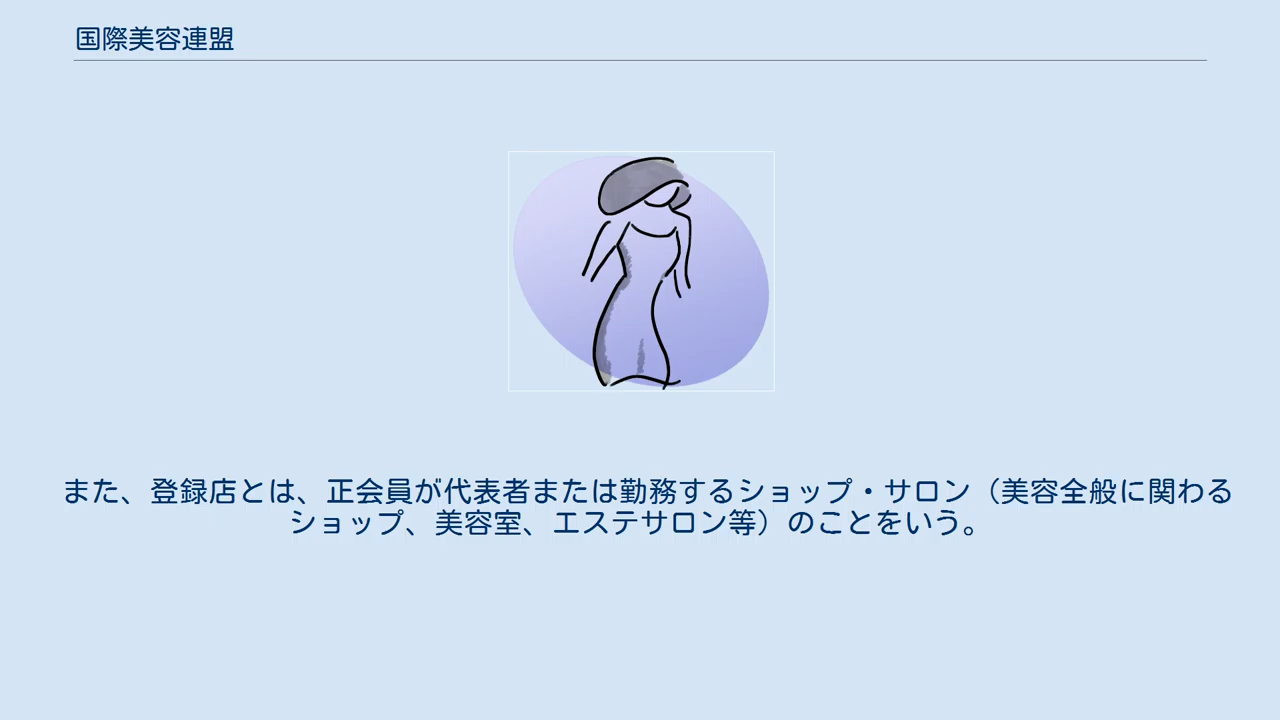 国際美容連盟
また、登録店とは、正会員が代表者または勤務するショップ・サロン（美容全般に関わる
ショップ、美容室、エステサロン等）のことをいう。